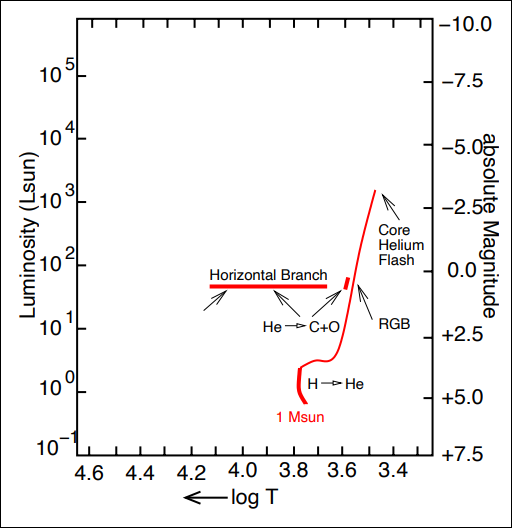 Luminosity (Lsun)
10^5
10^4
10^3
10^2
10^1
10^0
10^-1
-10.0
-7.5
-5.0
-2.5
0.0
+2.5
+5.0
+7.5
absolute Magnitude
Core
Helium
Flash
Horizontal Branch
He → C+O
RGB
H → He
1 Msun
4.6 4.4 4.2 4.0 3.8 3.6 3.4
← log T